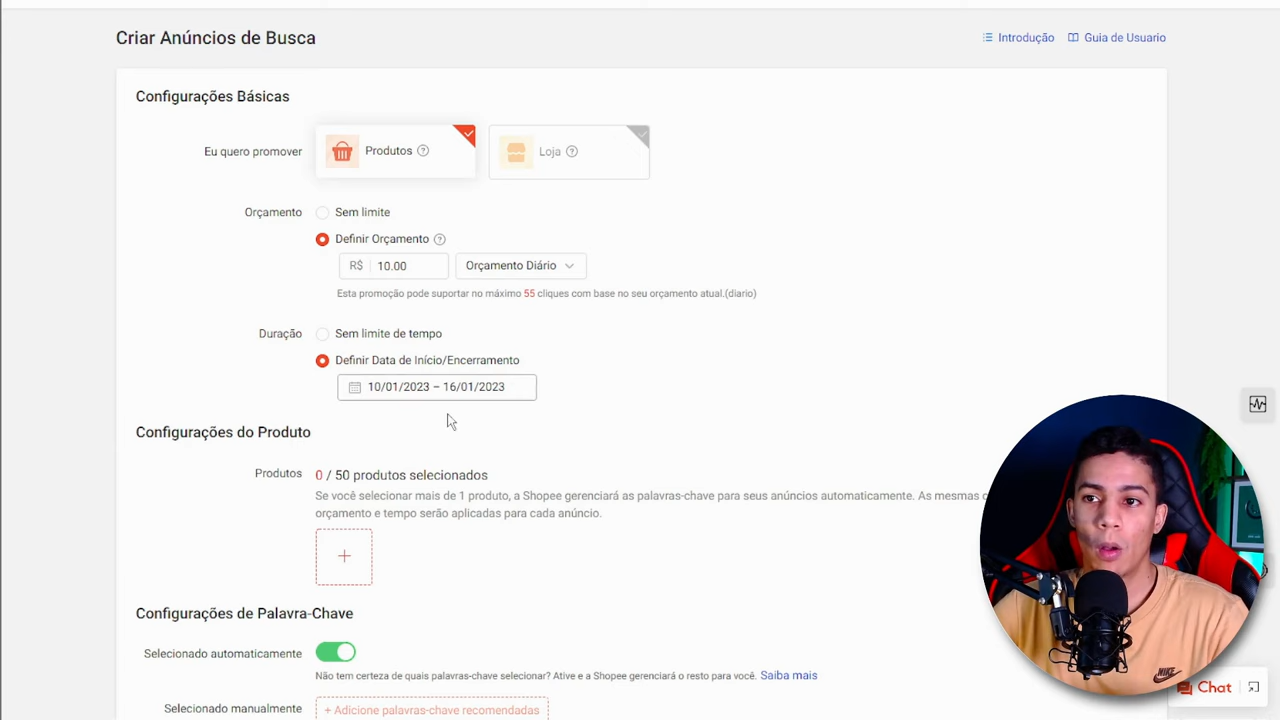 Criar Anúncios de Busca
Introdução
Guia de Usuario
Configurações Básicas
Eu quero promover
Produtos
Loja
Orçamento
Sem limite
Definir Orçamento
R$ 10.00
Orçamento Diário
Esta promoção pode suportar no máximo 55 cliques com base no seu orçamento atual.(diario)
Duração
Sem limite de tempo
Definir Data de Início/Encerramento
10/01/2023 – 16/01/2023
Configurações do Produto
Produtos
0 / 50 produtos selecionados
Se você selecionar mais de 1 produto, a Shopee gerenciará as palavras-chave para seus anúncios automaticamente. As mesmas
orçamento e tempo serão aplicadas para cada anúncio.
Configurações de Palavra-Chave
Selecionado automaticamente
Não tem certeza de quais palavras-chave selecionar? Ative e a Shopee gerenciará o resto para você. Saiba mais
Selecionado manualmente
+ Adicione palavras-chave recomendadas
NIKE
Chat